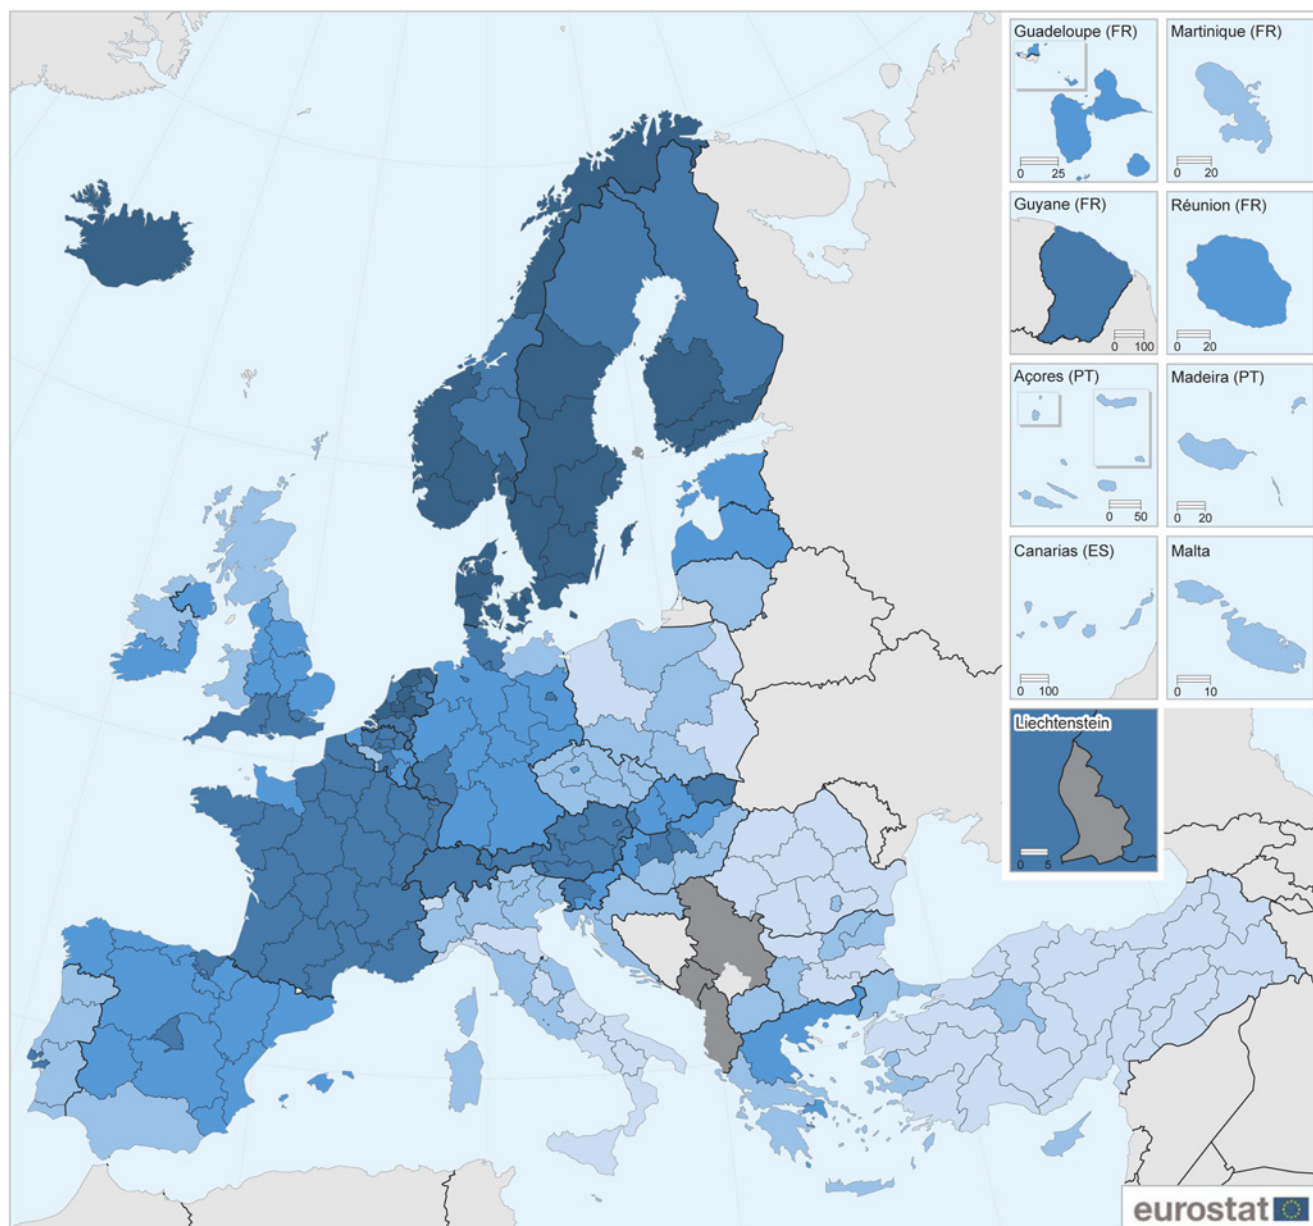 Guadeloupe (FR)
0 25
Martinique (FR)
0 20
Guyane (FR)
0 100
Réunion (FR)
0 20
Açores (PT)
0 50
Madeira (PT)
0 20
Canarias (ES)
0 100
Malta
0 10
Liechtenstein
0 5
eurostat